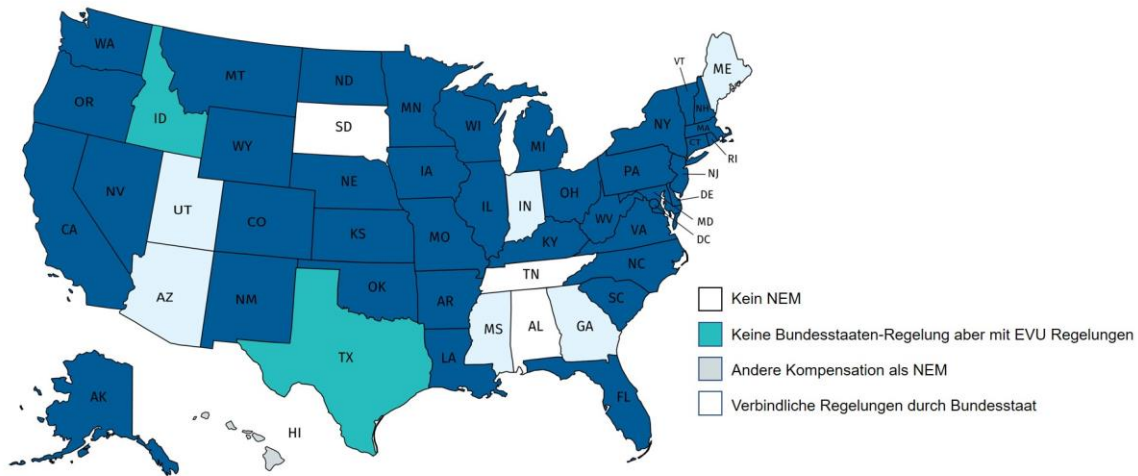 WA
MT
ND
MN
OR
ID
SD
WY
WI
MI
VT
ME
NH
NY
MA
CT
RI
NV
UT
NE
IA
PA
NJ
CA
CO
KS
MO
IL
IN
OH
WV
VA
DE
MD
DC
KY
AZ
NM
OK
AR
TN
NC
SC
TX
LA
MS
AL
GA
FL
AK
HI
Kein NEM
Keine Bundesstaaten-Regelung aber mit EVU Regelungen
Andere Kompensation als NEM
Verbindliche Regelungen durch Bundesstaat